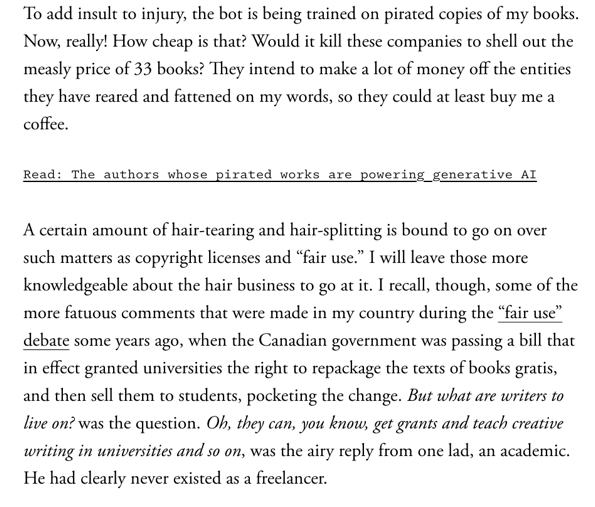 To add insult to injury, the bot is being trained on pirated copies of my books.
Now, really! How cheap is that? Would it kill these companies to shell out the
measly price of 33 books? They intend to make a lot of money off the entities
they have reared and fattened on my words, so they could at least buy me a
coffee.
Read: The authors whose pirated works are powering generative AI
A certain amount of hair-tearing and hair-splitting is bound to go on over
such matters as copyright licenses and “fair use.” I will leave those more
knowledgeable about the hair business to go at it. I recall, though, some of the
more fatuous comments that were made in my country during the “fair use”
debate some years ago, when the Canadian government was passing a bill that
in effect granted universities the right to repackage the texts of books gratis,
and then sell them to students, pocketing the change. But what are writers to
live on? was the question. Oh, they can, you know, get grants and teach creative
writing in universities and so on, was the airy reply from one lad, an academic.
He had clearly never existed as a freelancer.